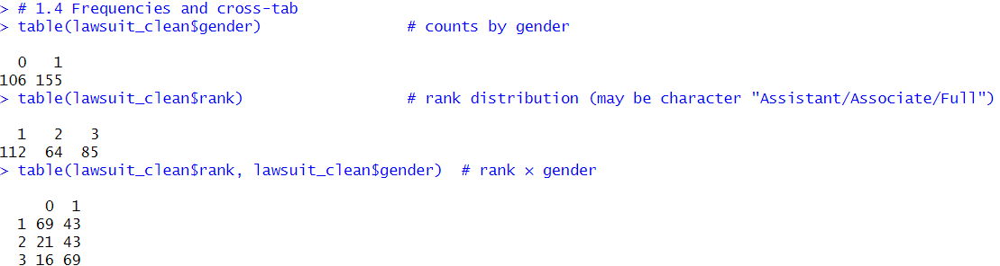 > # 1.4 Frequencies and cross-tab
> table(lawsuit_clean$gender)                # counts by gender

  0   1
106 155
> table(lawsuit_clean$rank)                  # rank distribution (may be character "Assistant/Associate/Full")

  1   2   3
112  64  85
> table(lawsuit_clean$rank, lawsuit_clean$gender)  # rank × gender

     0  1
  1 69 43
  2 21 43
  3 16 69